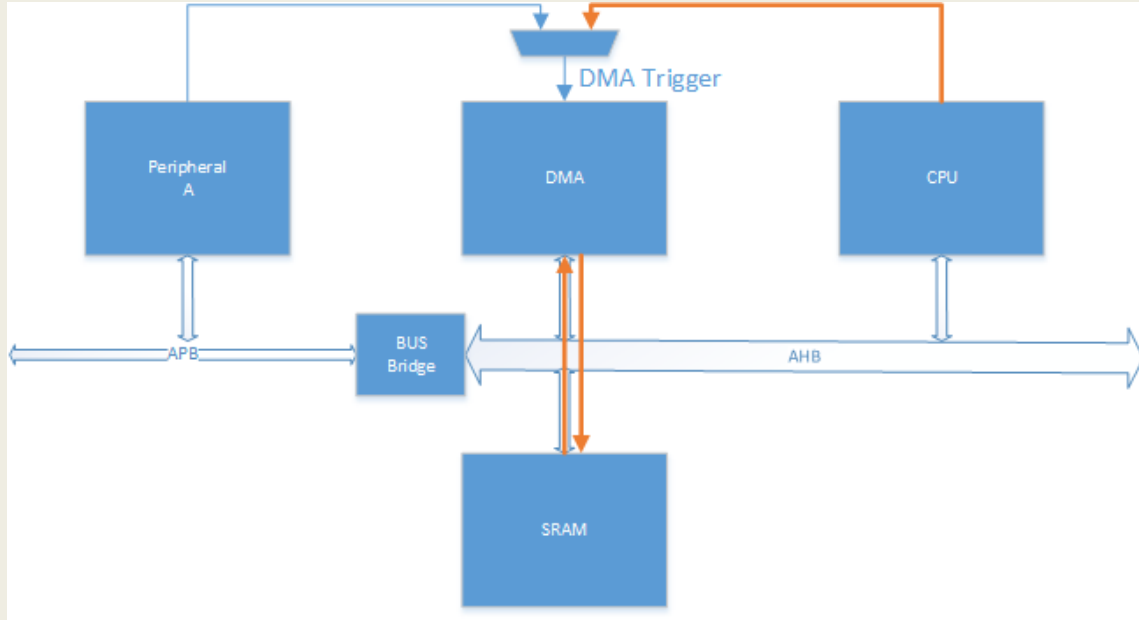 DMA Trigger
Peripheral
A
DMA
CPU
BUS
Bridge
APB
AHB
SRAM